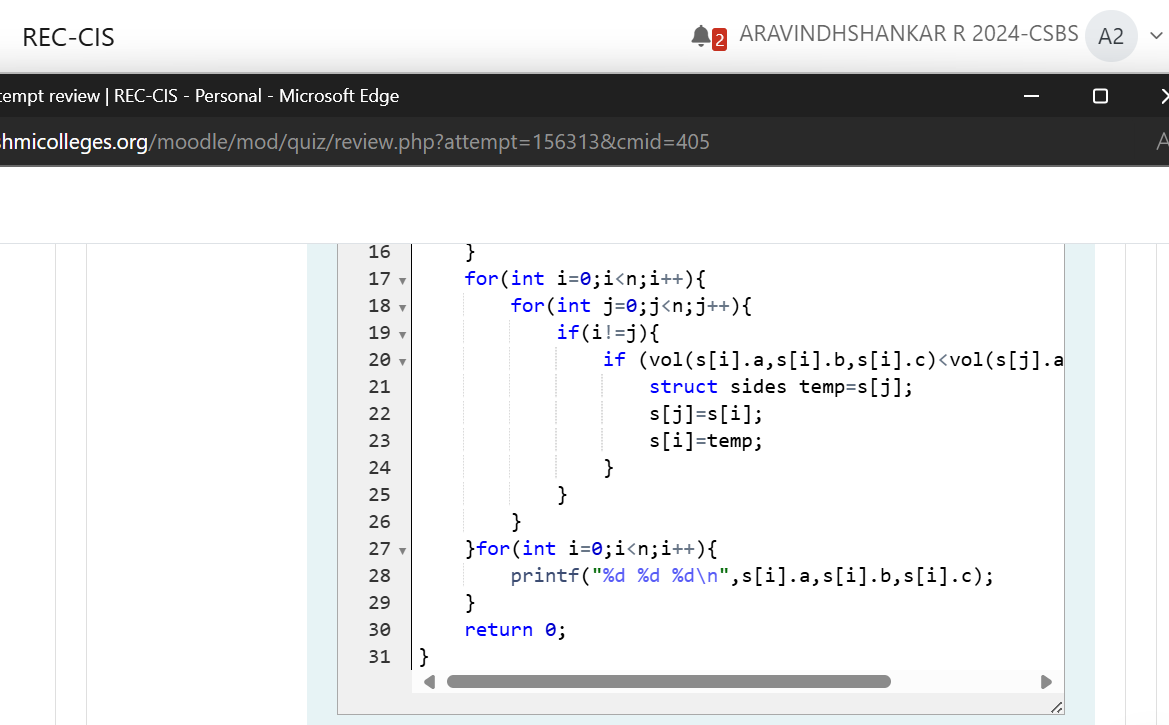 REC-CIS
2 ARAVINDHSHANKAR R 2024-CSBS A2
tempt review | REC-CIS - Personal - Microsoft Edge
hmicolleges.org/moodle/mod/quiz/review.php?attempt=156313&cmid=405
16 }
17 for(int i=0;i<n;i++){
18 for(int j=0;j<n;j++){
19 if(i!=j){
20 if (vol(s[i].a,s[i].b,s[i].c)<vol(s[j].a
21 struct sides temp=s[j];
22 s[j]=s[i];
23 s[i]=temp;
24 }
25 }
26 }
27 }for(int i=0;i<n;i++){
28 printf("%d %d %d\n",s[i].a,s[i].b,s[i].c);
29 }
30 return 0;
31 }